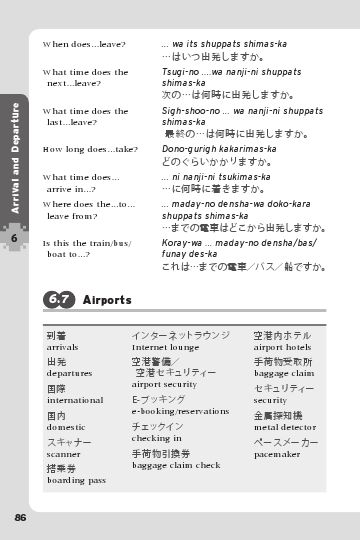 When does...leave?
... wa its shuppats shimas-ka
…はいつ出発しますか。
What time does the
next...leave?
Tsugi-no ....wa nanji-ni shuppats
shimas-ka
次の…は何時に出発しますか。
What time does the
last...leave?
Sigh-shoo-no ... wa nanji-ni shuppats
shimas-ka
最終の…は何時に出発しますか。
How long does...take?
Dono-gurigh kakarimas-ka
どのぐらいかかりますか。
What time does...
arrive in...?
... ni nanji-ni tsukimas-ka
…に何時に着きますか。
Where does the...to...
leave from?
... maday-no densha-wa doko-kara
shuppats shimas-ka
…までの電車はどこから出発しますか。
Is this the train/bus/
boat to...?
Koray-wa ... maday-no densha/bas/
funay des-ka
これは…までの電車／バス／船ですか。
Arrival and Departure
6
6.7 Airports
到着
arrivals
出発
departures
国際
international
国内
domestic
スキャナー
scanner
搭乗券
boarding pass
インターネットラウンジ
Internet lounge
空港警備／
空港セキュリティー
airport security
E-ブッキング
e-booking/reservations
チェックイン
checking in
手荷物引換券
baggage claim check
空港内ホテル
airport hotels
手荷物受取所
baggage claim
セキュリティー
security
金属探知機
metal detector
ペースメーカー
pacemaker
86